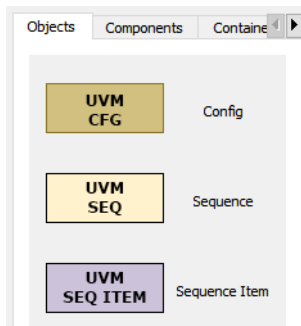 Objects Components Containe
UVM
CFG
Config
UVM
SEQ
Sequence
UVM
SEQ ITEM
Sequence Item